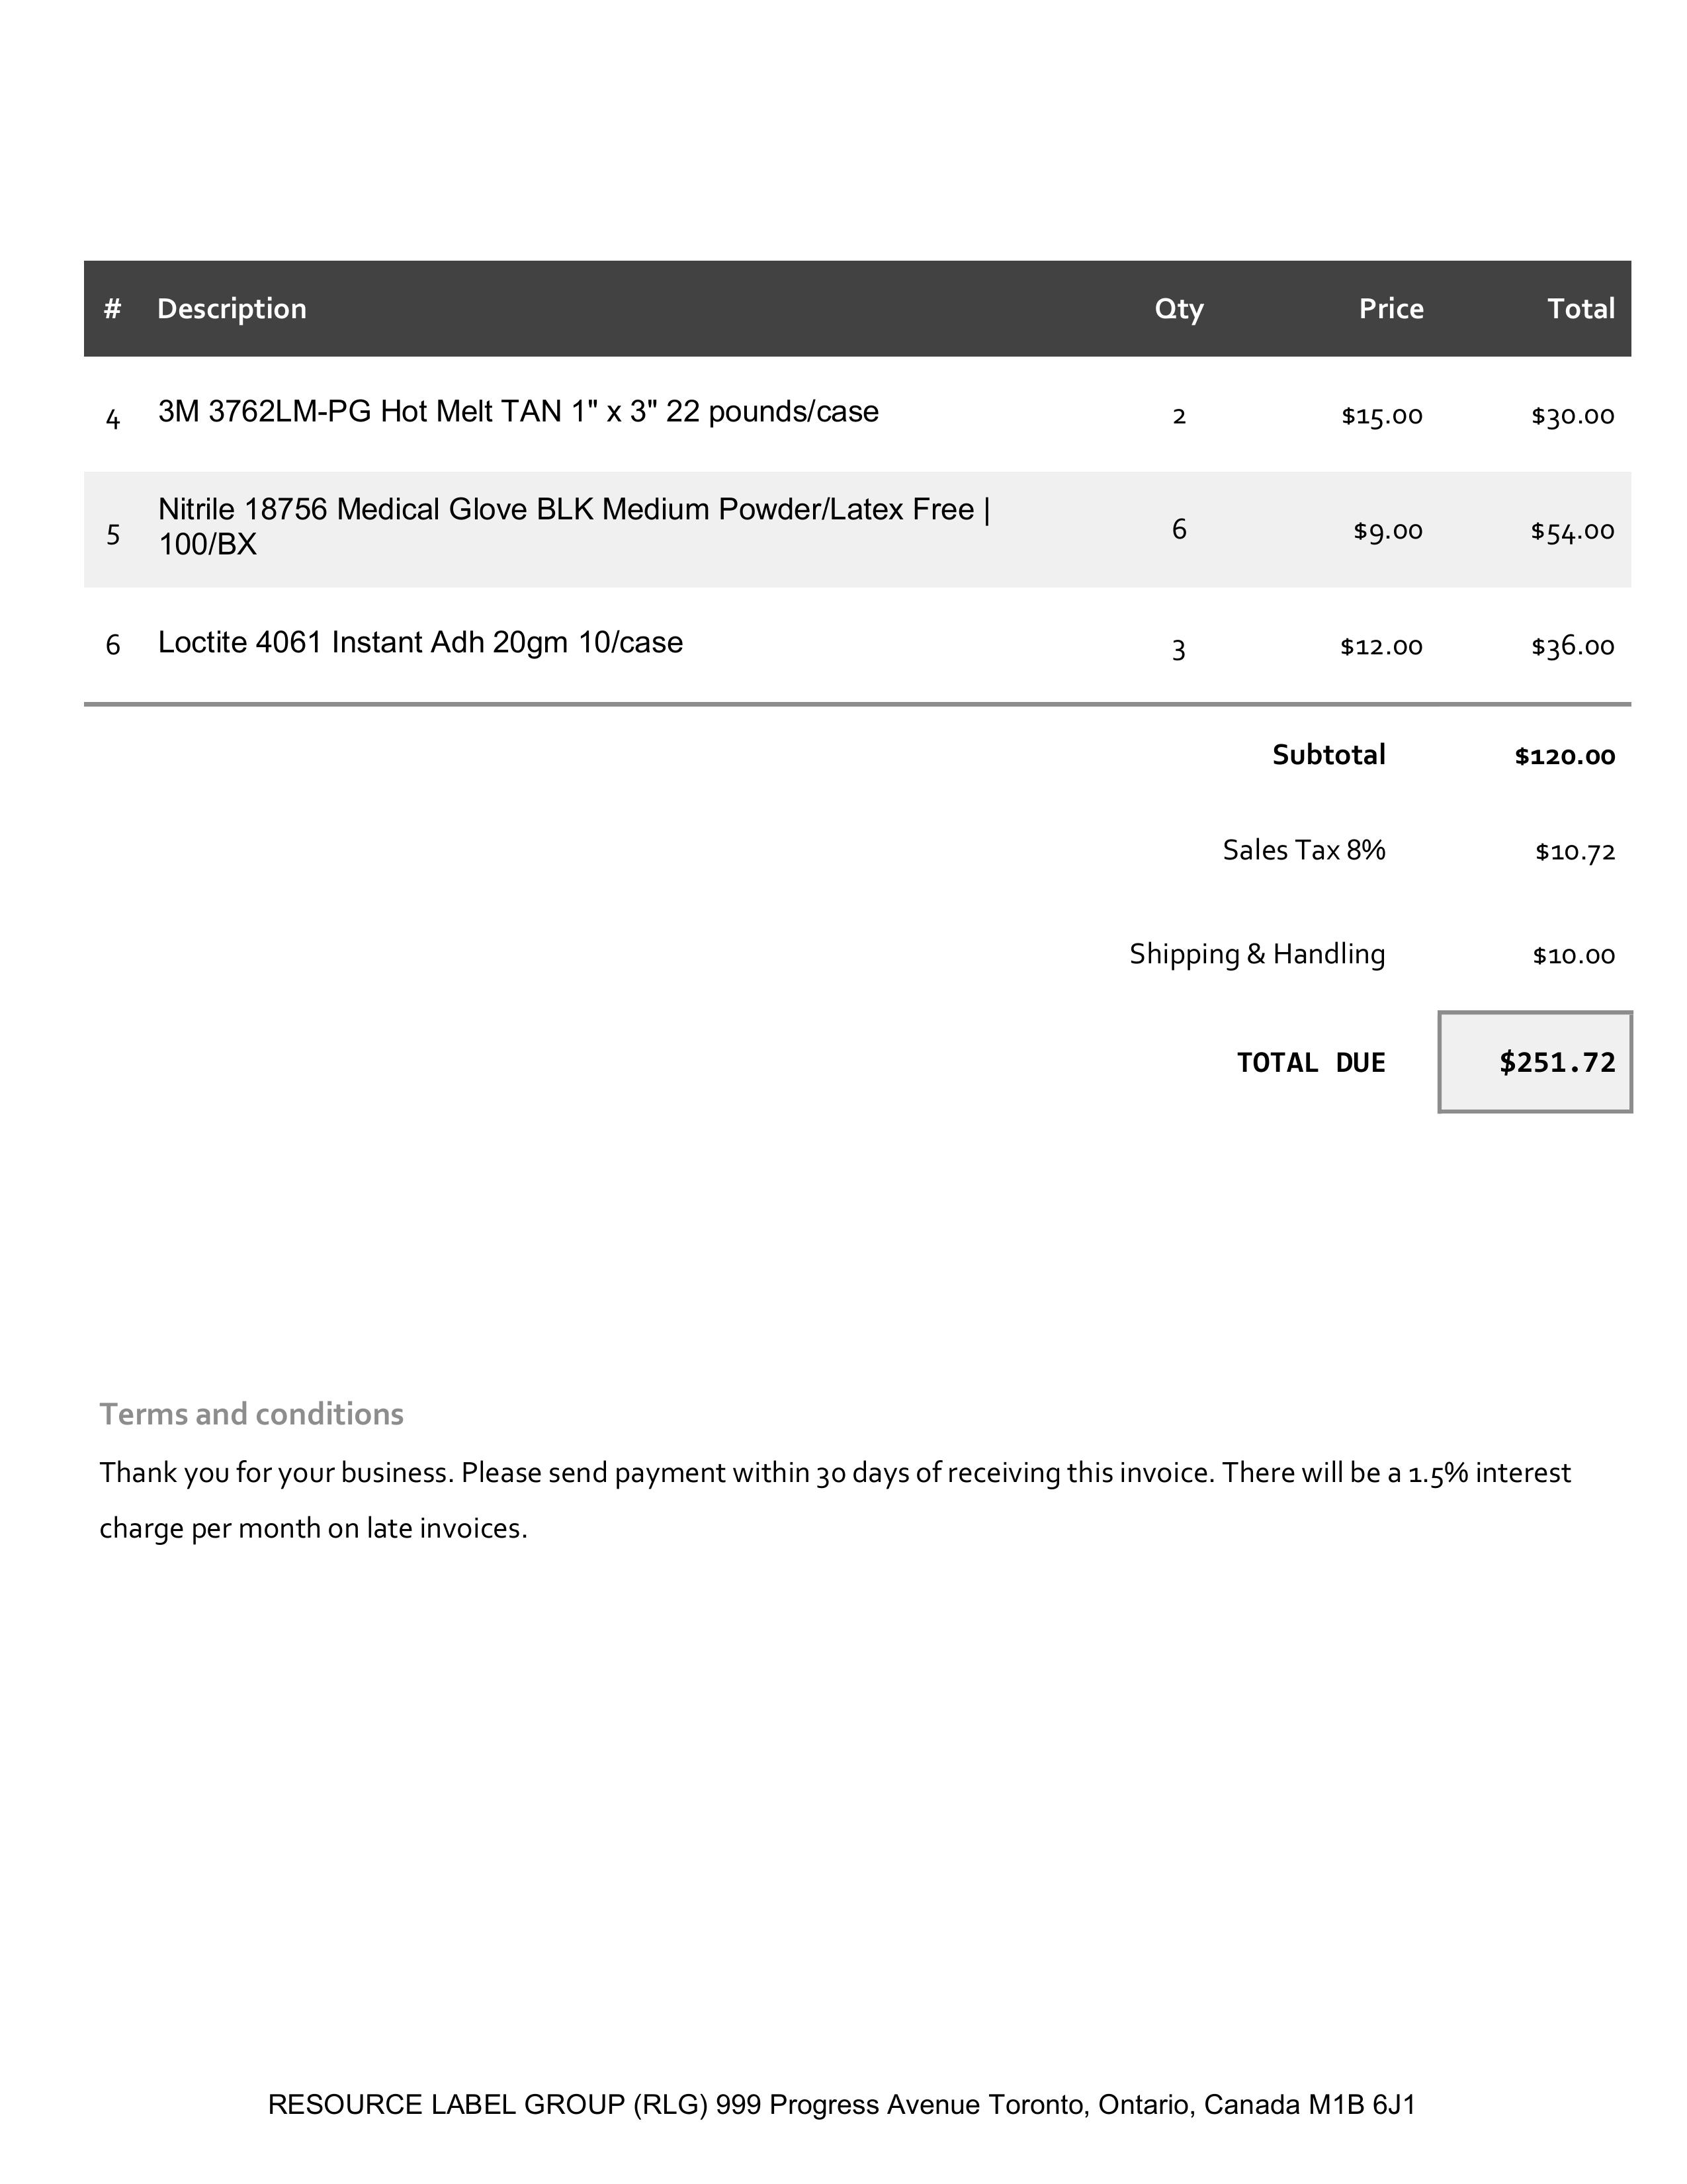 # Description Qty Price Total
4 3M 3762LM-PG Hot Melt TAN 1" x 3" 22 pounds/case 2 $15.00 $30.00
5 Nitrile 18756 Medical Glove BLK Medium Powder/Latex Free | 6 $9.00 $54.00
100/BX
6 Loctite 4061 Instant Adh 20gm 10/case 3 $12.00 $36.00
Subtotal $120.00
Sales Tax 8% $10.72
Shipping & Handling $10.00
TOTAL DUE $251.72
Terms and conditions
Thank you for your business. Please send payment within 30 days of receiving this invoice. There will be a 1.5% interest
charge per month on late invoices.
RESOURCE LABEL GROUP (RLG) 999 Progress Avenue Toronto, Ontario, Canada M1B 6J1